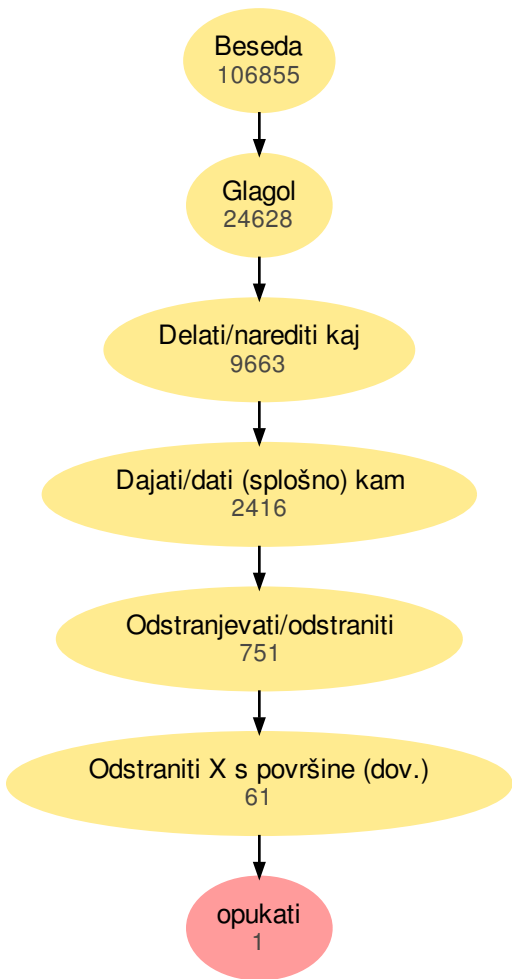 Beseda
106855
Glagol
24628
Delati/narediti kaj
9663
Dajati/dati (splošno) kam
2416
Odstranjevati/odstraniti
751
Odstraniti X s površine (dov.)
61
opukati
1